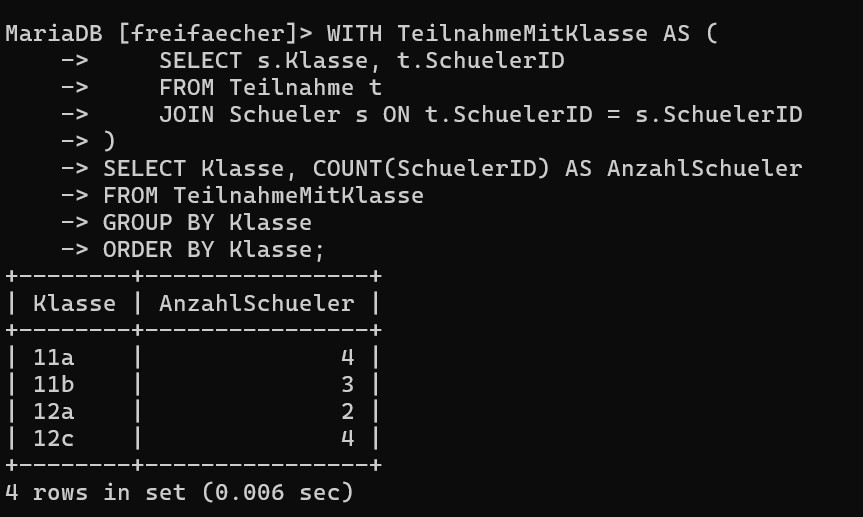 MariaDB [freifaecher]> WITH TeilnahmeMitKlasse AS (
    ->     SELECT s.Klasse, t.SchuelerID
    ->     FROM Teilnahme t
    ->     JOIN Schueler s ON t.SchuelerID = s.SchuelerID
    -> )
    -> SELECT Klasse, COUNT(SchuelerID) AS AnzahlSchueler
    -> FROM TeilnahmeMitKlasse
    -> GROUP BY Klasse
    -> ORDER BY Klasse;
+--------+----------------+
| Klasse | AnzahlSchueler |
+--------+----------------+
| 11a    |              4 |
| 11b    |              3 |
| 12a    |              2 |
| 12c    |              4 |
+--------+----------------+
4 rows in set (0.006 sec)